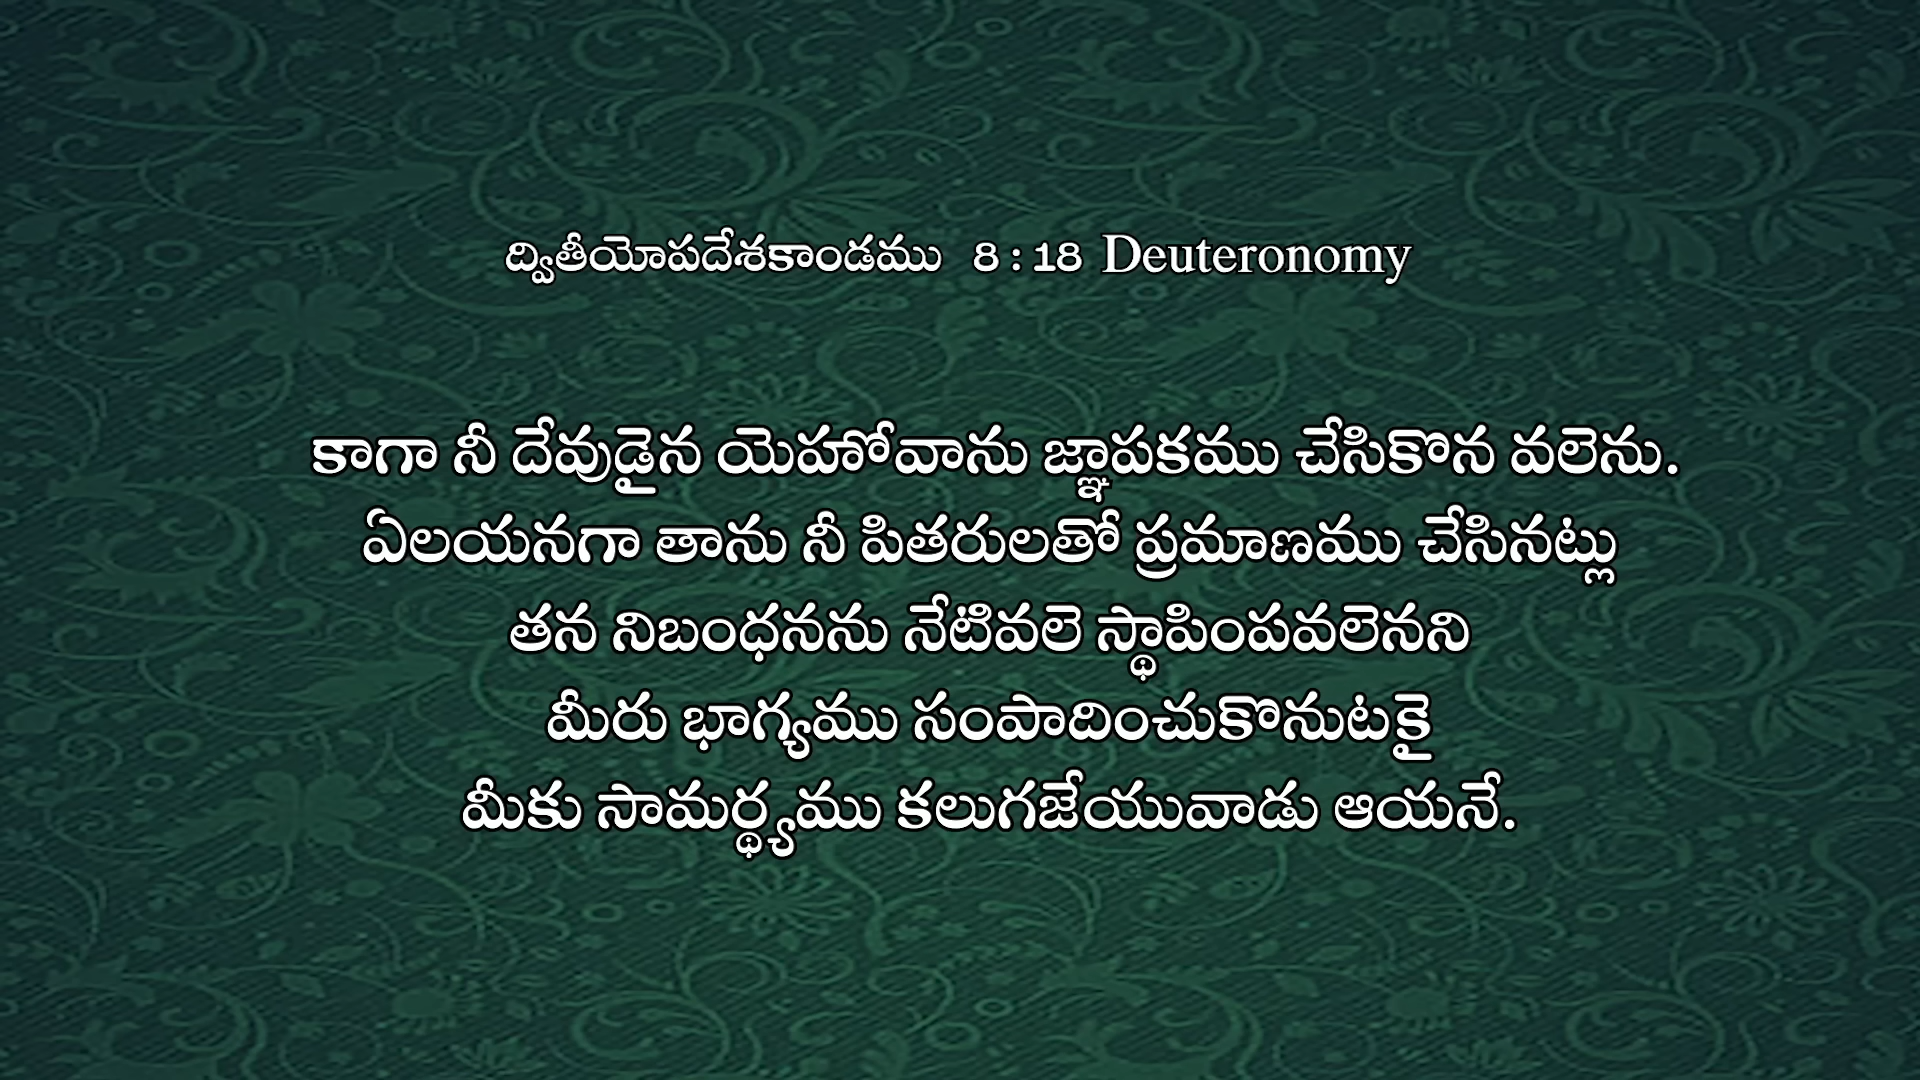 ద్వితీయోపదేశకాండము 8 : 18 Deuteronomy
కాగా నీ దేవుడైన యెహోవాను జ్ఞాపకము చేసికొన వలెను.
ఏలయనగా తాను నీ పితరులతో ప్రమాణము చేసినట్లు
తన నిబంధనను నేటివలె స్థాపింపవలెనని
మీరు భాగ్యము సంపాదించుకొనుటకై
మీకు సామర్థ్యము కలుగజేయువాడు ఆయనే.